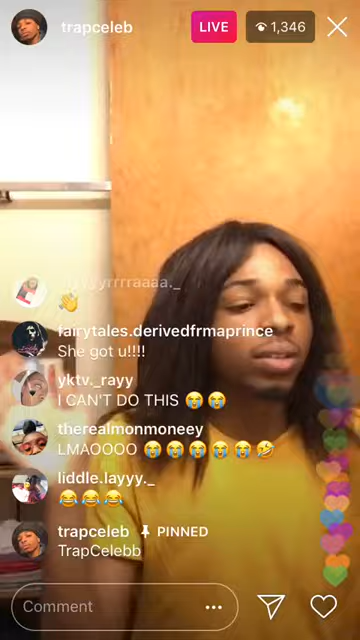 trapceleb
LIVE
1,346
fairytales.derivedfrmaprince
She got u!!!!
yktv._rayy
I CAN'T DO THIS 😭😭
therealmonmoneey
LMAOOOO 😭😭😭😭😭🤣
liddle.layyy._
😂😂😂
trapceleb PINNED
TrapCelebb
Comment